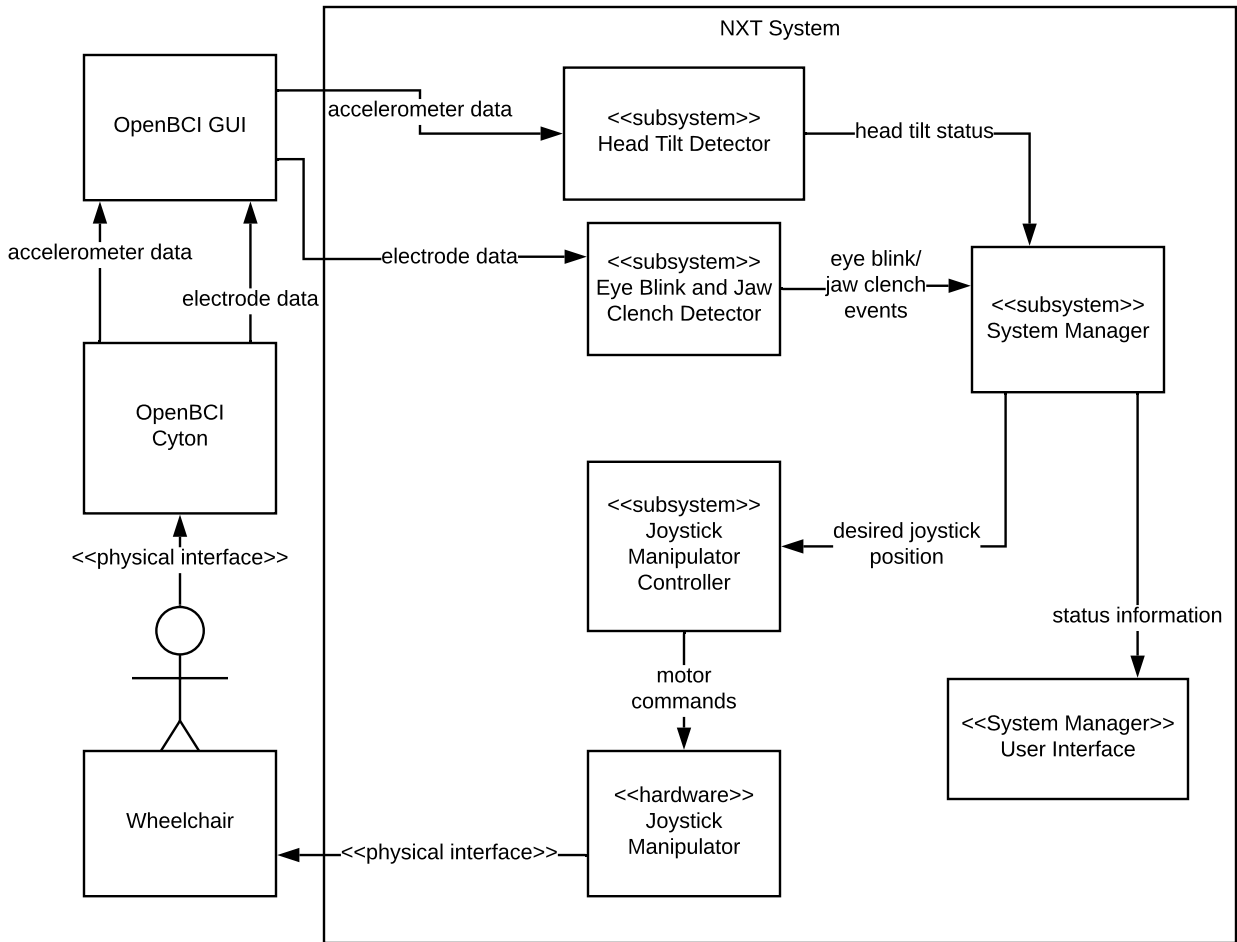 NXT System
OpenBCI GUI
accelerometer data
<<subsystem>>
Head Tilt Detector
head tilt status
accelerometer data
electrode data
electrode data
<<subsystem>>
Eye Blink and Jaw
Clench Detector
eye blink/
jaw clench
events
<<subsystem>>
System Manager
OpenBCI
Cyton
<<physical interface>>
<<subsystem>>
Joystick
Manipulator
Controller
desired joystick
position
status information
motor
commands
<<System Manager>>
User Interface
Wheelchair
<<physical interface>>
<<hardware>>
Joystick
Manipulator